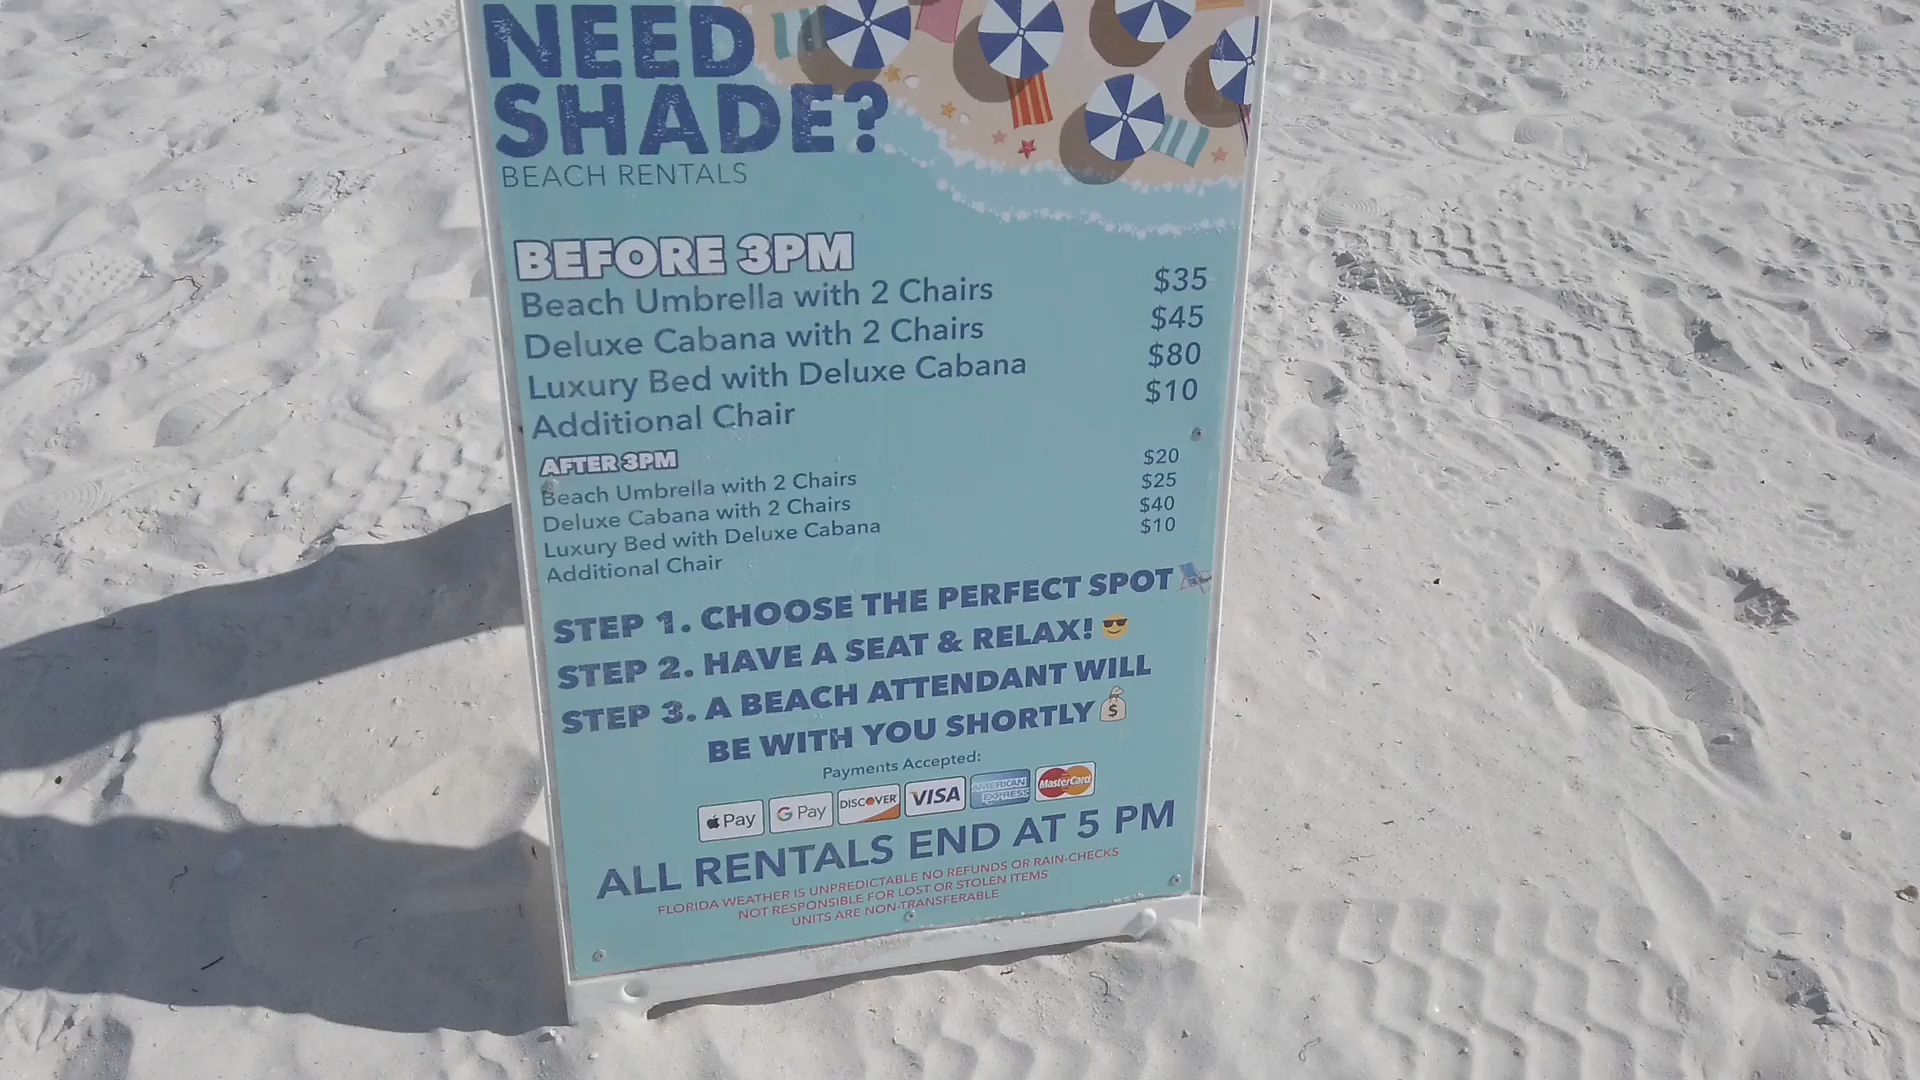 NEED
SHADE?
BEACH RENTALS
BEFORE 3PM
Beach Umbrella with 2 Chairs $35
Deluxe Cabana with 2 Chairs $45
Luxury Bed with Deluxe Cabana $80
Additional Chair $10
AFTER 3PM
Beach Umbrella with 2 Chairs $20
Deluxe Cabana with 2 Chairs $25
Luxury Bed with Deluxe Cabana $40
Additional Chair $10
STEP 1. CHOOSE THE PERFECT SPOT
STEP 2. HAVE A SEAT & RELAX! 😎
STEP 3. A BEACH ATTENDANT WILL
BE WITH YOU SHORTLY 💰
Payments Accepted:
Pay G Pay DISCOVER VISA AMERICAN EXPRESS MasterCard
ALL RENTALS END AT 5 PM
FLORIDA WEATHER IS UNPREDICTABLE NO REFUNDS OR RAIN-CHECKS
NOT RESPONSIBLE FOR LOST OR STOLEN ITEMS
UNITS ARE NON-TRANSFERABLE